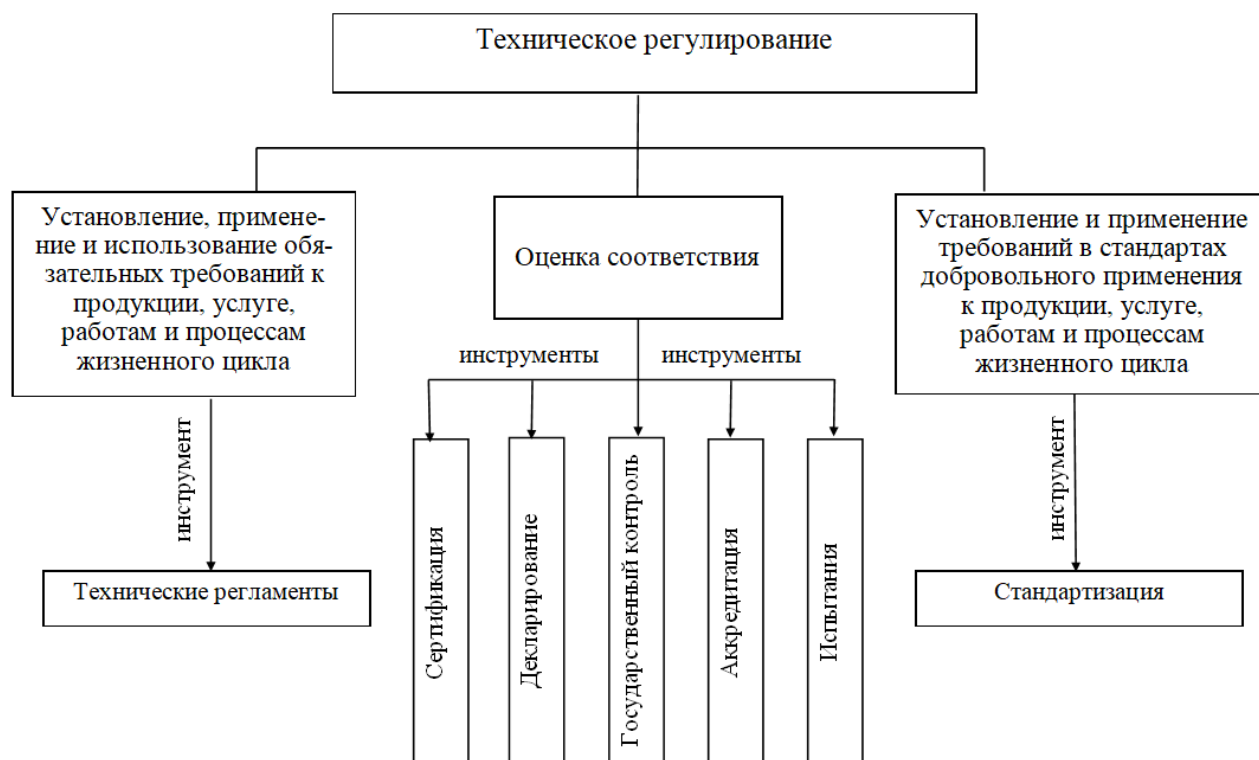 Техническое регулирование
Установление, примене-
ние и использование обя-
зательных требований к
продукции, услуге,
работам и процессам
жизненного цикла
Оценка соответствия
Установление и применение
требований в стандартах
добровольного применения
к продукции, услуге,
работам и процессам
жизненного цикла
инструменты
инструменты
инструмент
инструмент
Технические регламенты
Сертификация
Декларирование
Государственный контроль
Аккредитация
Испытания
Стандартизация